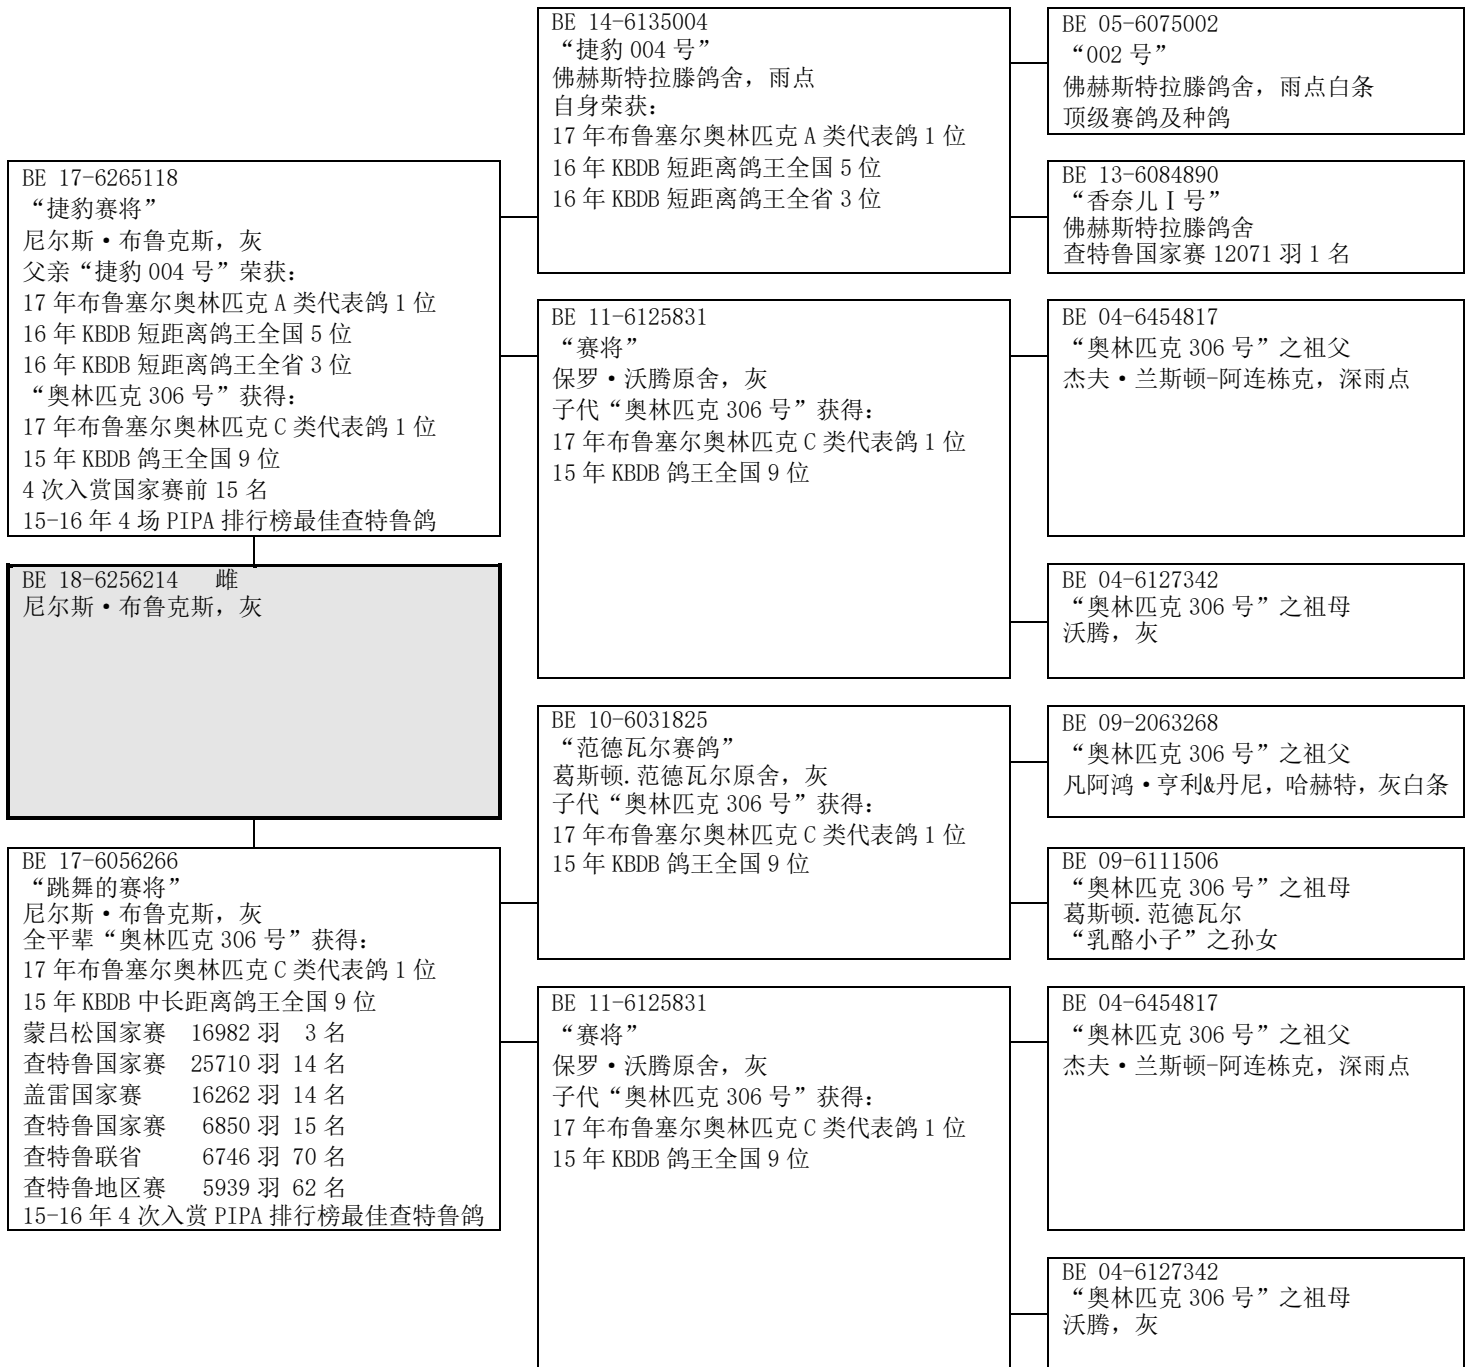 BE 17-6265118
“捷豹赛将”
尼尔斯•布鲁克斯，灰
父亲“捷豹 004 号”荣获：
17 年布鲁塞尔奥林匹克 A 类代表鸽 1 位
16 年 KBDB 短距离鸽王全国 5 位
16 年 KBDB 短距离鸽王全省 3 位
“奥林匹克 306 号”获得：
17 年布鲁塞尔奥林匹克 C 类代表鸽 1 位
15 年 KBDB 鸽王全国 9 位
4 次入赏国家赛前 15 名
15-16 年 4 场 PIPA 排行榜最佳查特鲁鸽
BE 18-6256214 雌
尼尔斯•布鲁克斯，灰
BE 17-6056266
“跳舞的赛将”
尼尔斯•布鲁克斯，灰
全平辈“奥林匹克 306 号”获得：
17 年布鲁塞尔奥林匹克 C 类代表鸽 1 位
15 年 KBDB 中长距离鸽王全国 9 位
蒙吕松国家赛 16982 羽 3 名
查特鲁国家赛 25710 羽 14 名
盖雷国家赛 16262 羽 14 名
查特鲁国家赛 6850 羽 15 名
查特鲁联省 6746 羽 70 名
查特鲁地区赛 5939 羽 62 名
15-16 年 4 次入赏 PIPA 排行榜最佳查特鲁鸽
BE 14-6135004
“捷豹 004 号”
佛赫斯特拉滕鸽舍，雨点
自身荣获：
17 年布鲁塞尔奥林匹克 A 类代表鸽 1 位
16 年 KBDB 短距离鸽王全国 5 位
16 年 KBDB 短距离鸽王全省 3 位
BE 11-6125831
“赛将”
保罗•沃腾原舍，灰
子代“奥林匹克 306 号”获得：
17 年布鲁塞尔奥林匹克 C 类代表鸽 1 位
15 年 KBDB 鸽王全国 9 位
BE 10-6031825
“范德瓦尔赛鸽”
葛斯顿.范德瓦尔原舍，灰
子代“奥林匹克 306 号”获得：
17 年布鲁塞尔奥林匹克 C 类代表鸽 1 位
15 年 KBDB 鸽王全国 9 位
BE 11-6125831
“赛将”
保罗•沃腾原舍，灰
子代“奥林匹克 306 号”获得：
17 年布鲁塞尔奥林匹克 C 类代表鸽 1 位
15 年 KBDB 鸽王全国 9 位
BE 05-6075002
“002 号”
佛赫斯特拉滕鸽舍，雨点白条
顶级赛鸽及种鸽
BE 13-6084890
“香奈儿Ⅰ号”
佛赫斯特拉滕鸽舍
查特鲁国家赛 12071 羽 1 名
BE 04-6454817
“奥林匹克 306 号”之祖父
杰夫•兰斯顿-阿连栋克，深雨点
BE 04-6127342
“奥林匹克 306 号”之祖母
沃腾，灰
BE 09-2063268
“奥林匹克 306 号”之祖父
凡阿鸿•亨利&丹尼，哈赫特，灰白条
BE 09-6111506
“奥林匹克 306 号”之祖母
葛斯顿.范德瓦尔
“乳酪小子”之孙女
BE 04-6454817
“奥林匹克 306 号”之祖父
杰夫•兰斯顿-阿连栋克，深雨点
BE 04-6127342
“奥林匹克 306 号”之祖母
沃腾，灰